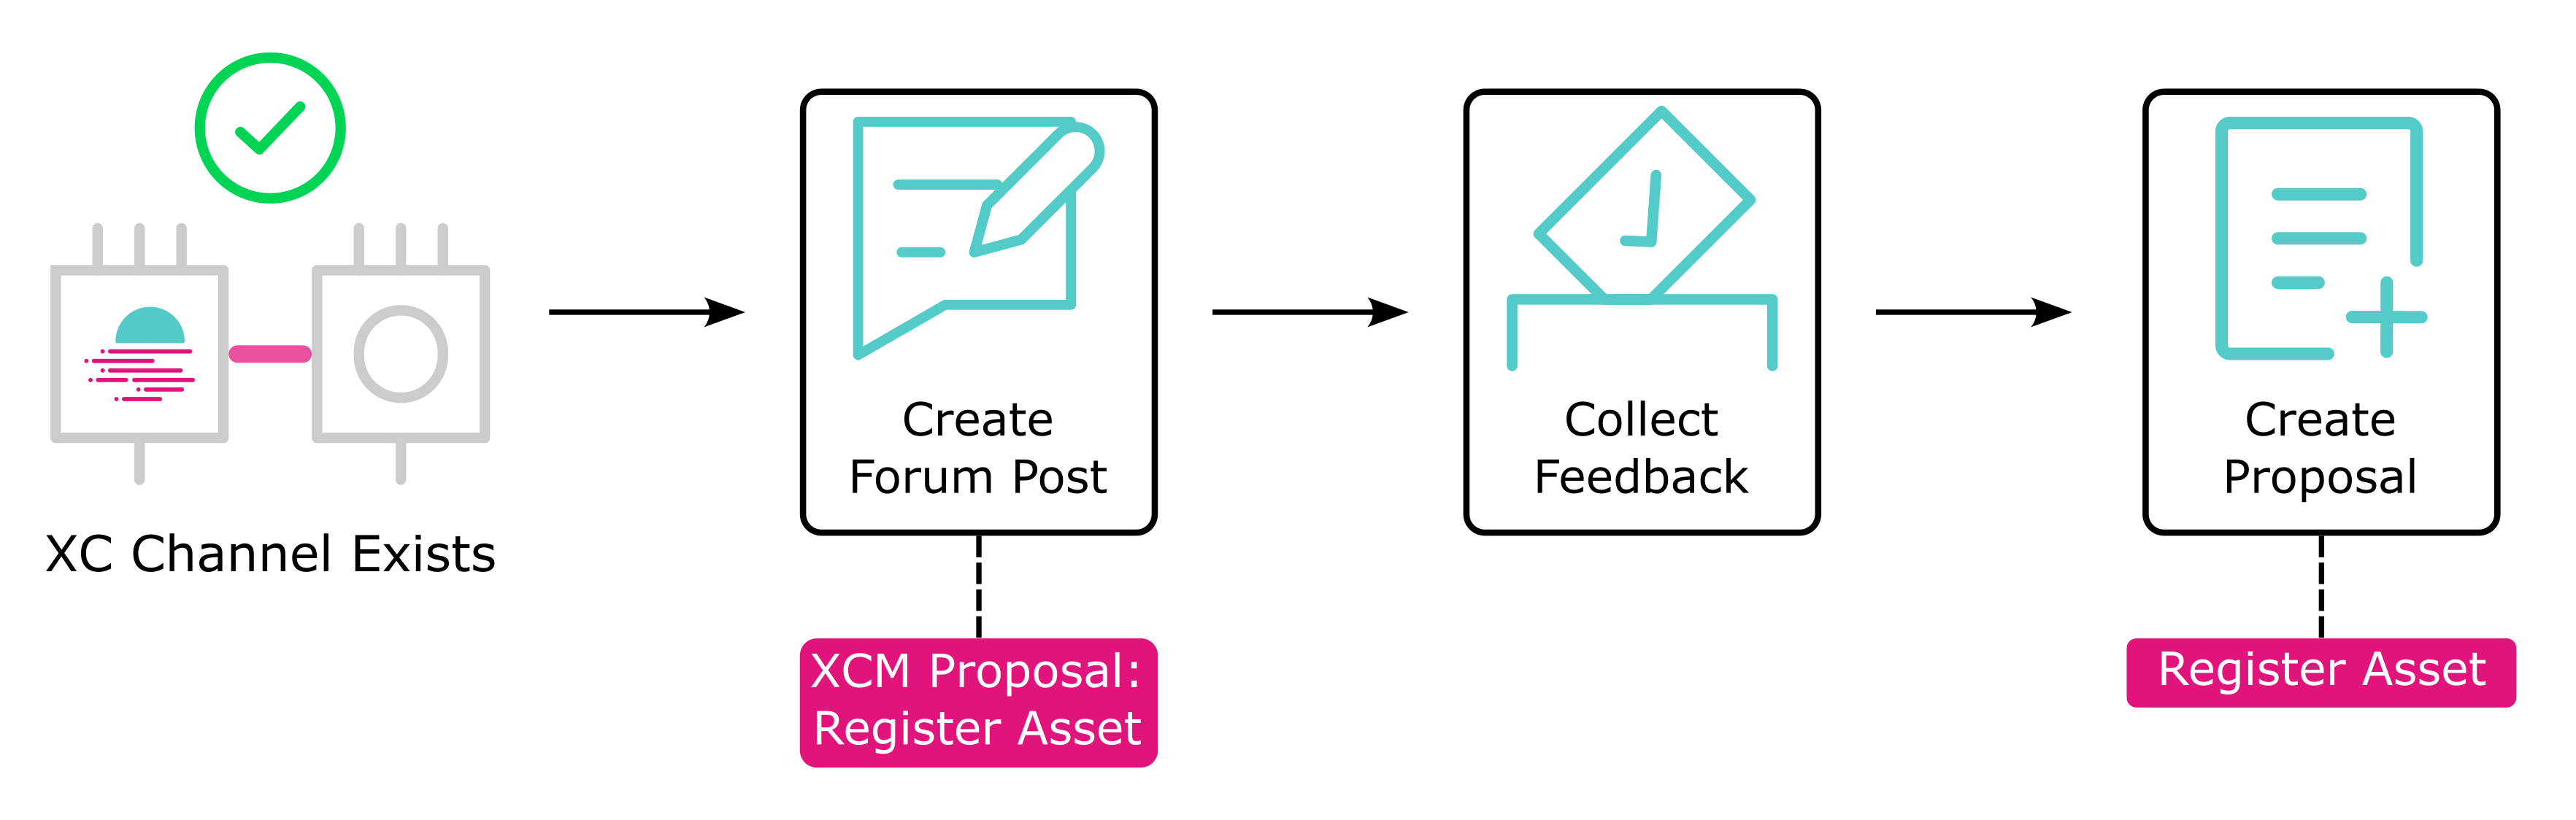 XC Channel Exists
Create
Forum Post
XCM Proposal:
Register Asset
Collect
Feedback
Create
Proposal
Register Asset